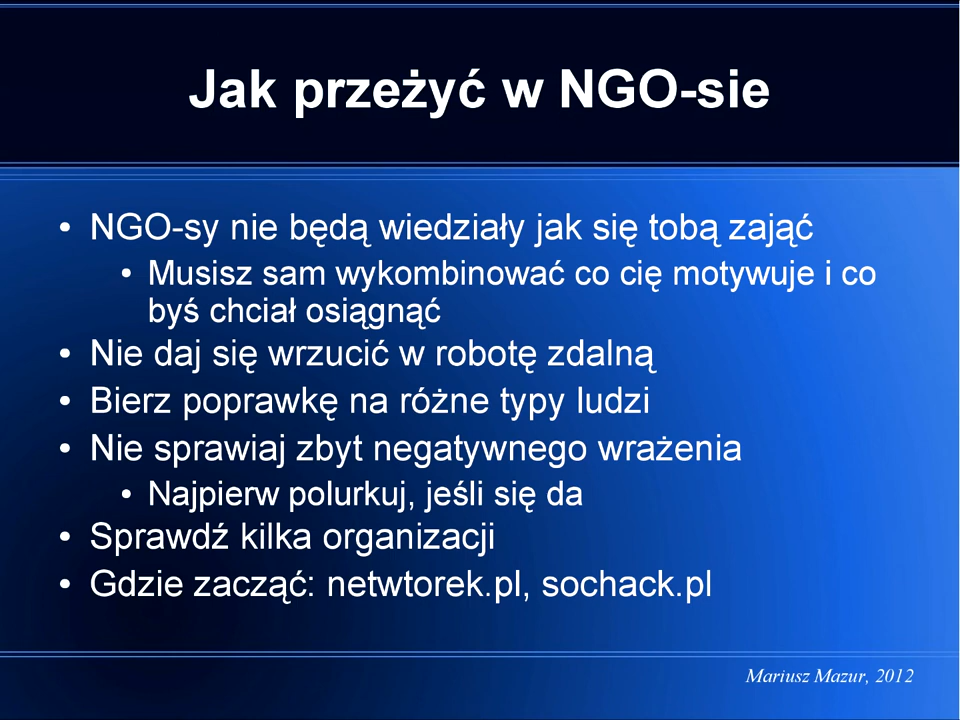 Jak przeżyć w NGO-sie
• NGO-sy nie będą wiedziały jak się tobą zająć
• Musisz sam wykombinować co cię motywuje i co
byś chciał osiągnąć
• Nie daj się wrzucić w robotę zdalną
• Bierz poprawkę na różne typy ludzi
• Nie sprawiaj zbyt negatywnego wrażenia
• Najpierw polurkuj, jeśli się da
• Sprawdź kilka organizacji
• Gdzie zacząć: netwtorek.pl, sochack.pl
Mariusz Mazur, 2012